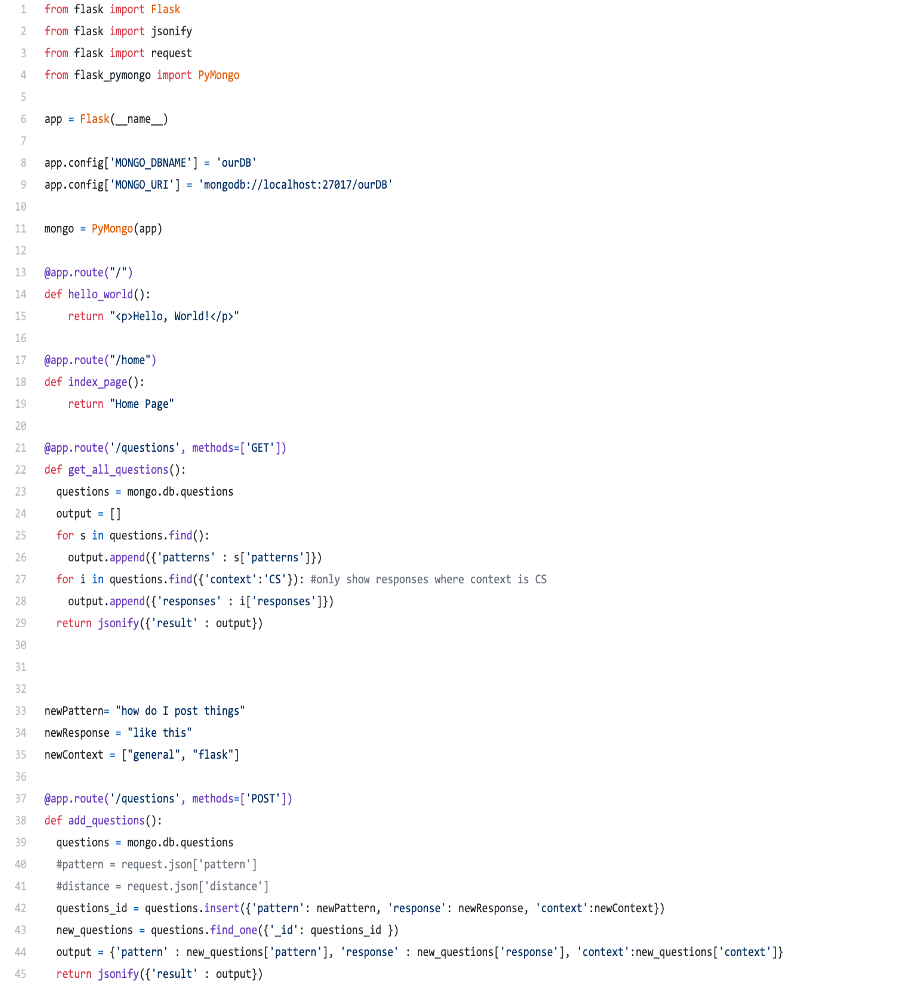 1 from flask import Flask
2 from flask import jsonify
3 from flask import request
4 from flask_pymongo import PyMongo
5
6 app = Flask(__name__)
7
8 app.config['MONGO_DBNAME'] = 'ourDB'
9 app.config['MONGO_URI'] = 'mongodb://localhost:27017/ourDB'
10
11 mongo = PyMongo(app)
12
13 @app.route("/")
14 def hello_world():
15     return "<p>Hello, World!</p>"
16
17 @app.route("/home")
18 def index_page():
19     return "Home Page"
20
21 @app.route('/questions', methods=['GET'])
22 def get_all_questions():
23   questions = mongo.db.questions
24   output = []
25   for s in questions.find():
26     output.append({'patterns' : s['patterns']})
27   for i in questions.find({'context':'CS'}): #only show responses where context is CS
28     output.append({'responses' : i['responses']})
29   return jsonify({'result' : output})
30
31
32
33 newPattern= "how do I post things"
34 newResponse = "like this"
35 newContext = ["general", "flask"]
36
37 @app.route('/questions', methods=['POST'])
38 def add_questions():
39   questions = mongo.db.questions
40   #pattern = request.json['pattern']
41   #distance = request.json['distance']
42   questions_id = questions.insert({'pattern': newPattern, 'response': newResponse, 'context':newContext})
43   new_questions = questions.find_one({'_id': questions_id })
44   output = {'pattern' : new_questions['pattern'], 'response' : new_questions['response'], 'context':new_questions['context']}
45   return jsonify({'result' : output})